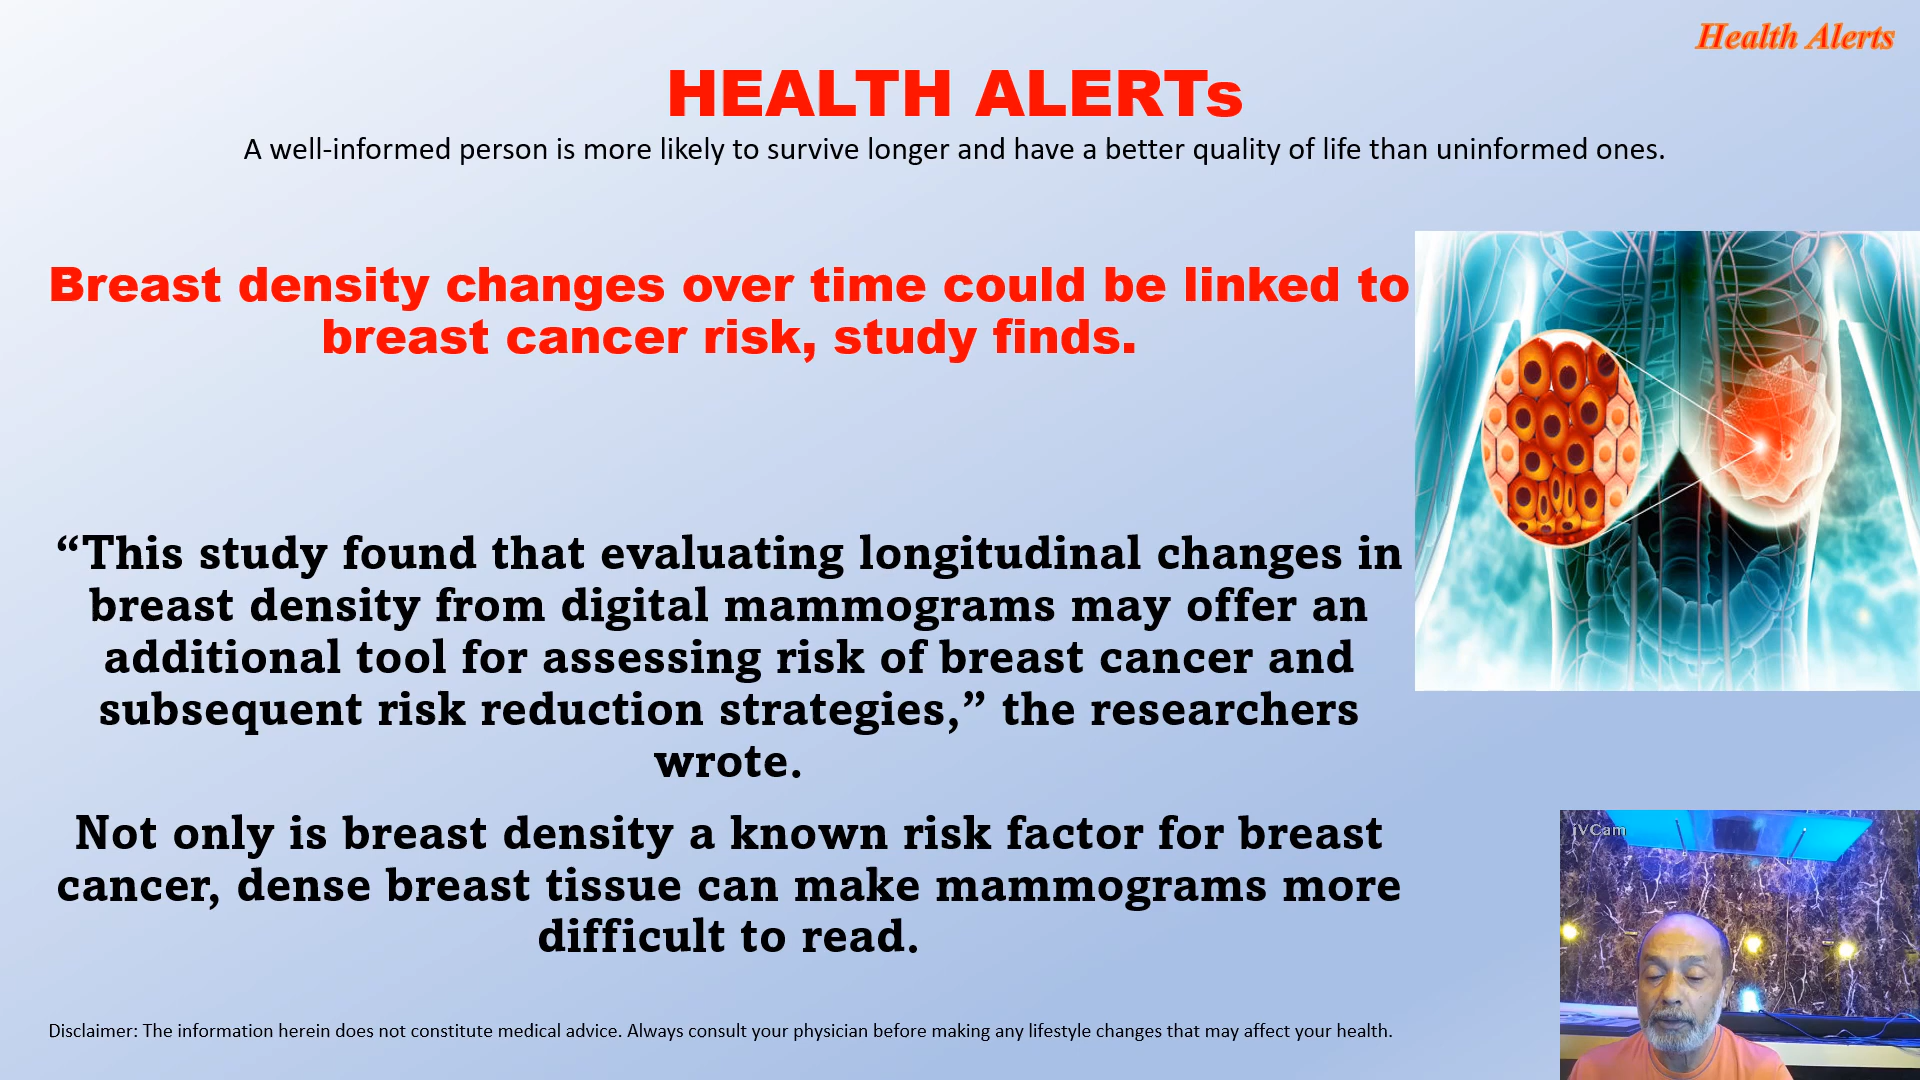 Health Alerts
HEALTH ALERTs
A well-informed person is more likely to survive longer and have a better quality of life than uninformed ones.
Breast density changes over time could be linked to
breast cancer risk, study finds.
“This study found that evaluating longitudinal changes in
breast density from digital mammograms may offer an
additional tool for assessing risk of breast cancer and
subsequent risk reduction strategies,” the researchers
wrote.
Not only is breast density a known risk factor for breast
cancer, dense breast tissue can make mammograms more
difficult to read.
iVCam
Disclaimer: The information herein does not constitute medical advice. Always consult your physician before making any lifestyle changes that may affect your health.